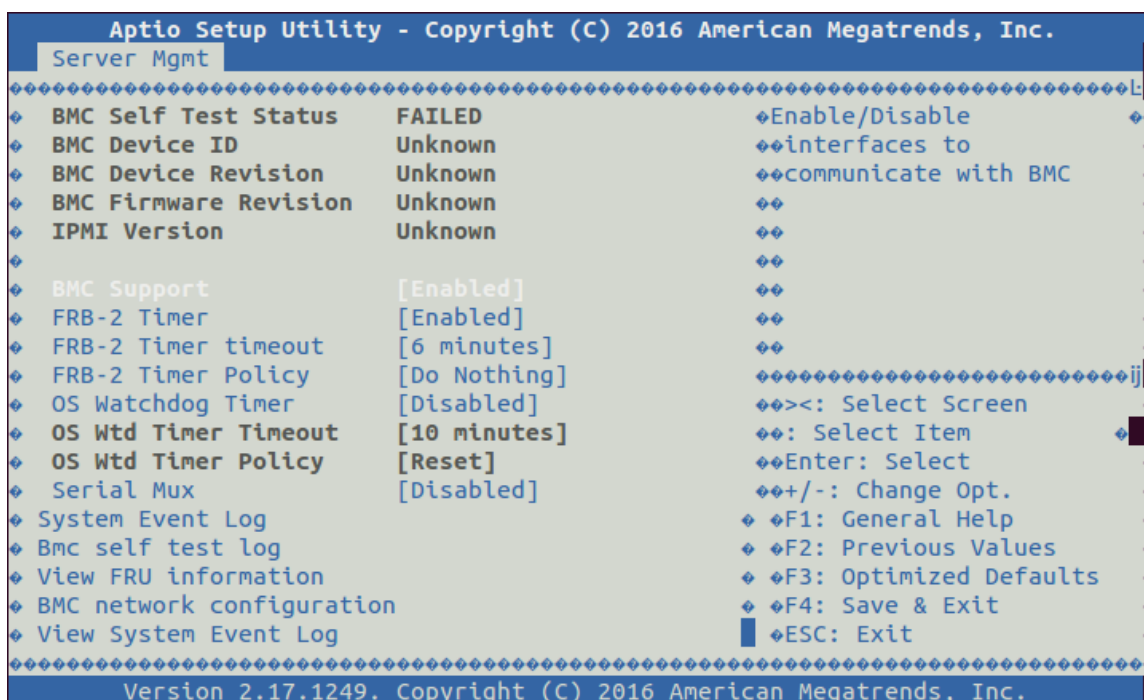 Aptio Setup Utility - Copyright (C) 2016 American Megatrends, Inc.
Server Mgmt
BMC Self Test Status FAILED
BMC Device ID Unknown
BMC Device Revision Unknown
BMC Firmware Revision Unknown
IPMI Version Unknown
BMC Support [Enabled]
FRB-2 Timer [Enabled]
FRB-2 Timer timeout [6 minutes]
FRB-2 Timer Policy [Do Nothing]
OS Watchdog Timer [Disabled]
OS Wtd Timer Timeout [10 minutes]
OS Wtd Timer Policy [Reset]
Serial Mux [Disabled]
System Event Log
Bmc self test log
View FRU information
BMC network configuration
View System Event Log
Enable/Disable
interfaces to
communicate with BMC
><: Select Screen
: Select Item
Enter: Select
+/-: Change Opt.
F1: General Help
F2: Previous Values
F3: Optimized Defaults
F4: Save & Exit
ESC: Exit
Version 2.17.1249. Copyright (C) 2016 American Megatrends, Inc.